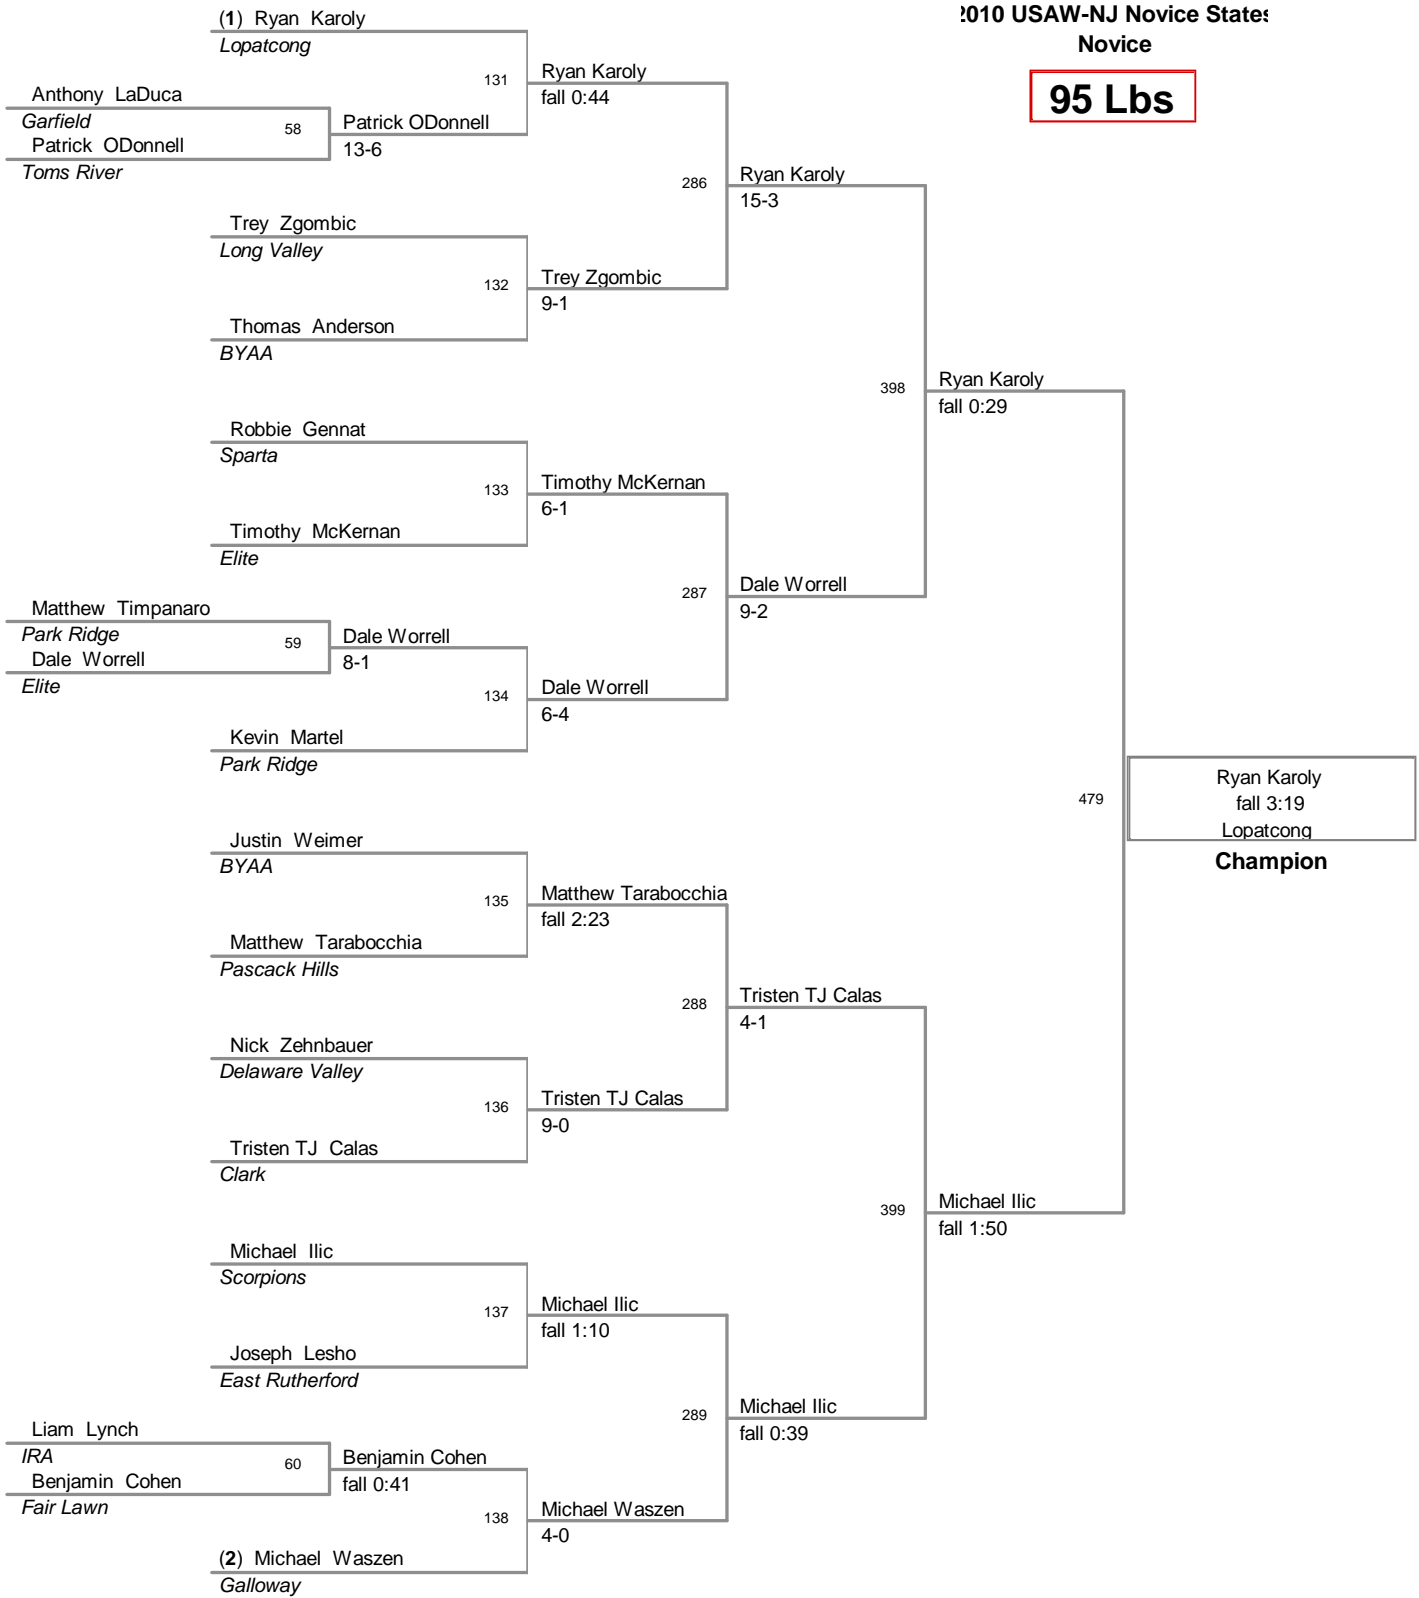 2010 USAW-NJ Novice States
Novice
95 Lbs
(1) Ryan Karoly
Lopatcong
131
Ryan Karoly
fall 0:44
Anthony LaDuca
Garfield
58
Patrick ODonnell
13-6
Patrick ODonnell
Toms River
286
Ryan Karoly
15-3
Trey Zgombic
Long Valley
132
Trey Zgombic
9-1
Thomas Anderson
BYAA
398
Ryan Karoly
fall 0:29
Robbie Gennat
Sparta
133
Timothy McKernan
6-1
Timothy McKernan
Elite
287
Dale Worrell
9-2
Matthew Timpanaro
Park Ridge
59
Dale Worrell
8-1
Dale Worrell
Elite
134
Dale Worrell
6-4
Kevin Martel
Park Ridge
479
Ryan Karoly
fall 3:19
Lopatcong
Champion
Justin Weimer
BYAA
135
Matthew Tarabocchia
fall 2:23
Matthew Tarabocchia
Pascack Hills
288
Tristen TJ Calas
4-1
Nick Zehnbauer
Delaware Valley
136
Tristen TJ Calas
9-0
Tristen TJ Calas
Clark
399
Michael Ilic
fall 1:50
Michael Ilic
Scorpions
137
Michael Ilic
fall 1:10
Joseph Lesho
East Rutherford
289
Michael Ilic
fall 0:39
Liam Lynch
IRA
60
Benjamin Cohen
fall 0:41
Benjamin Cohen
Fair Lawn
138
Michael Waszen
4-0
(2) Michael Waszen
Galloway